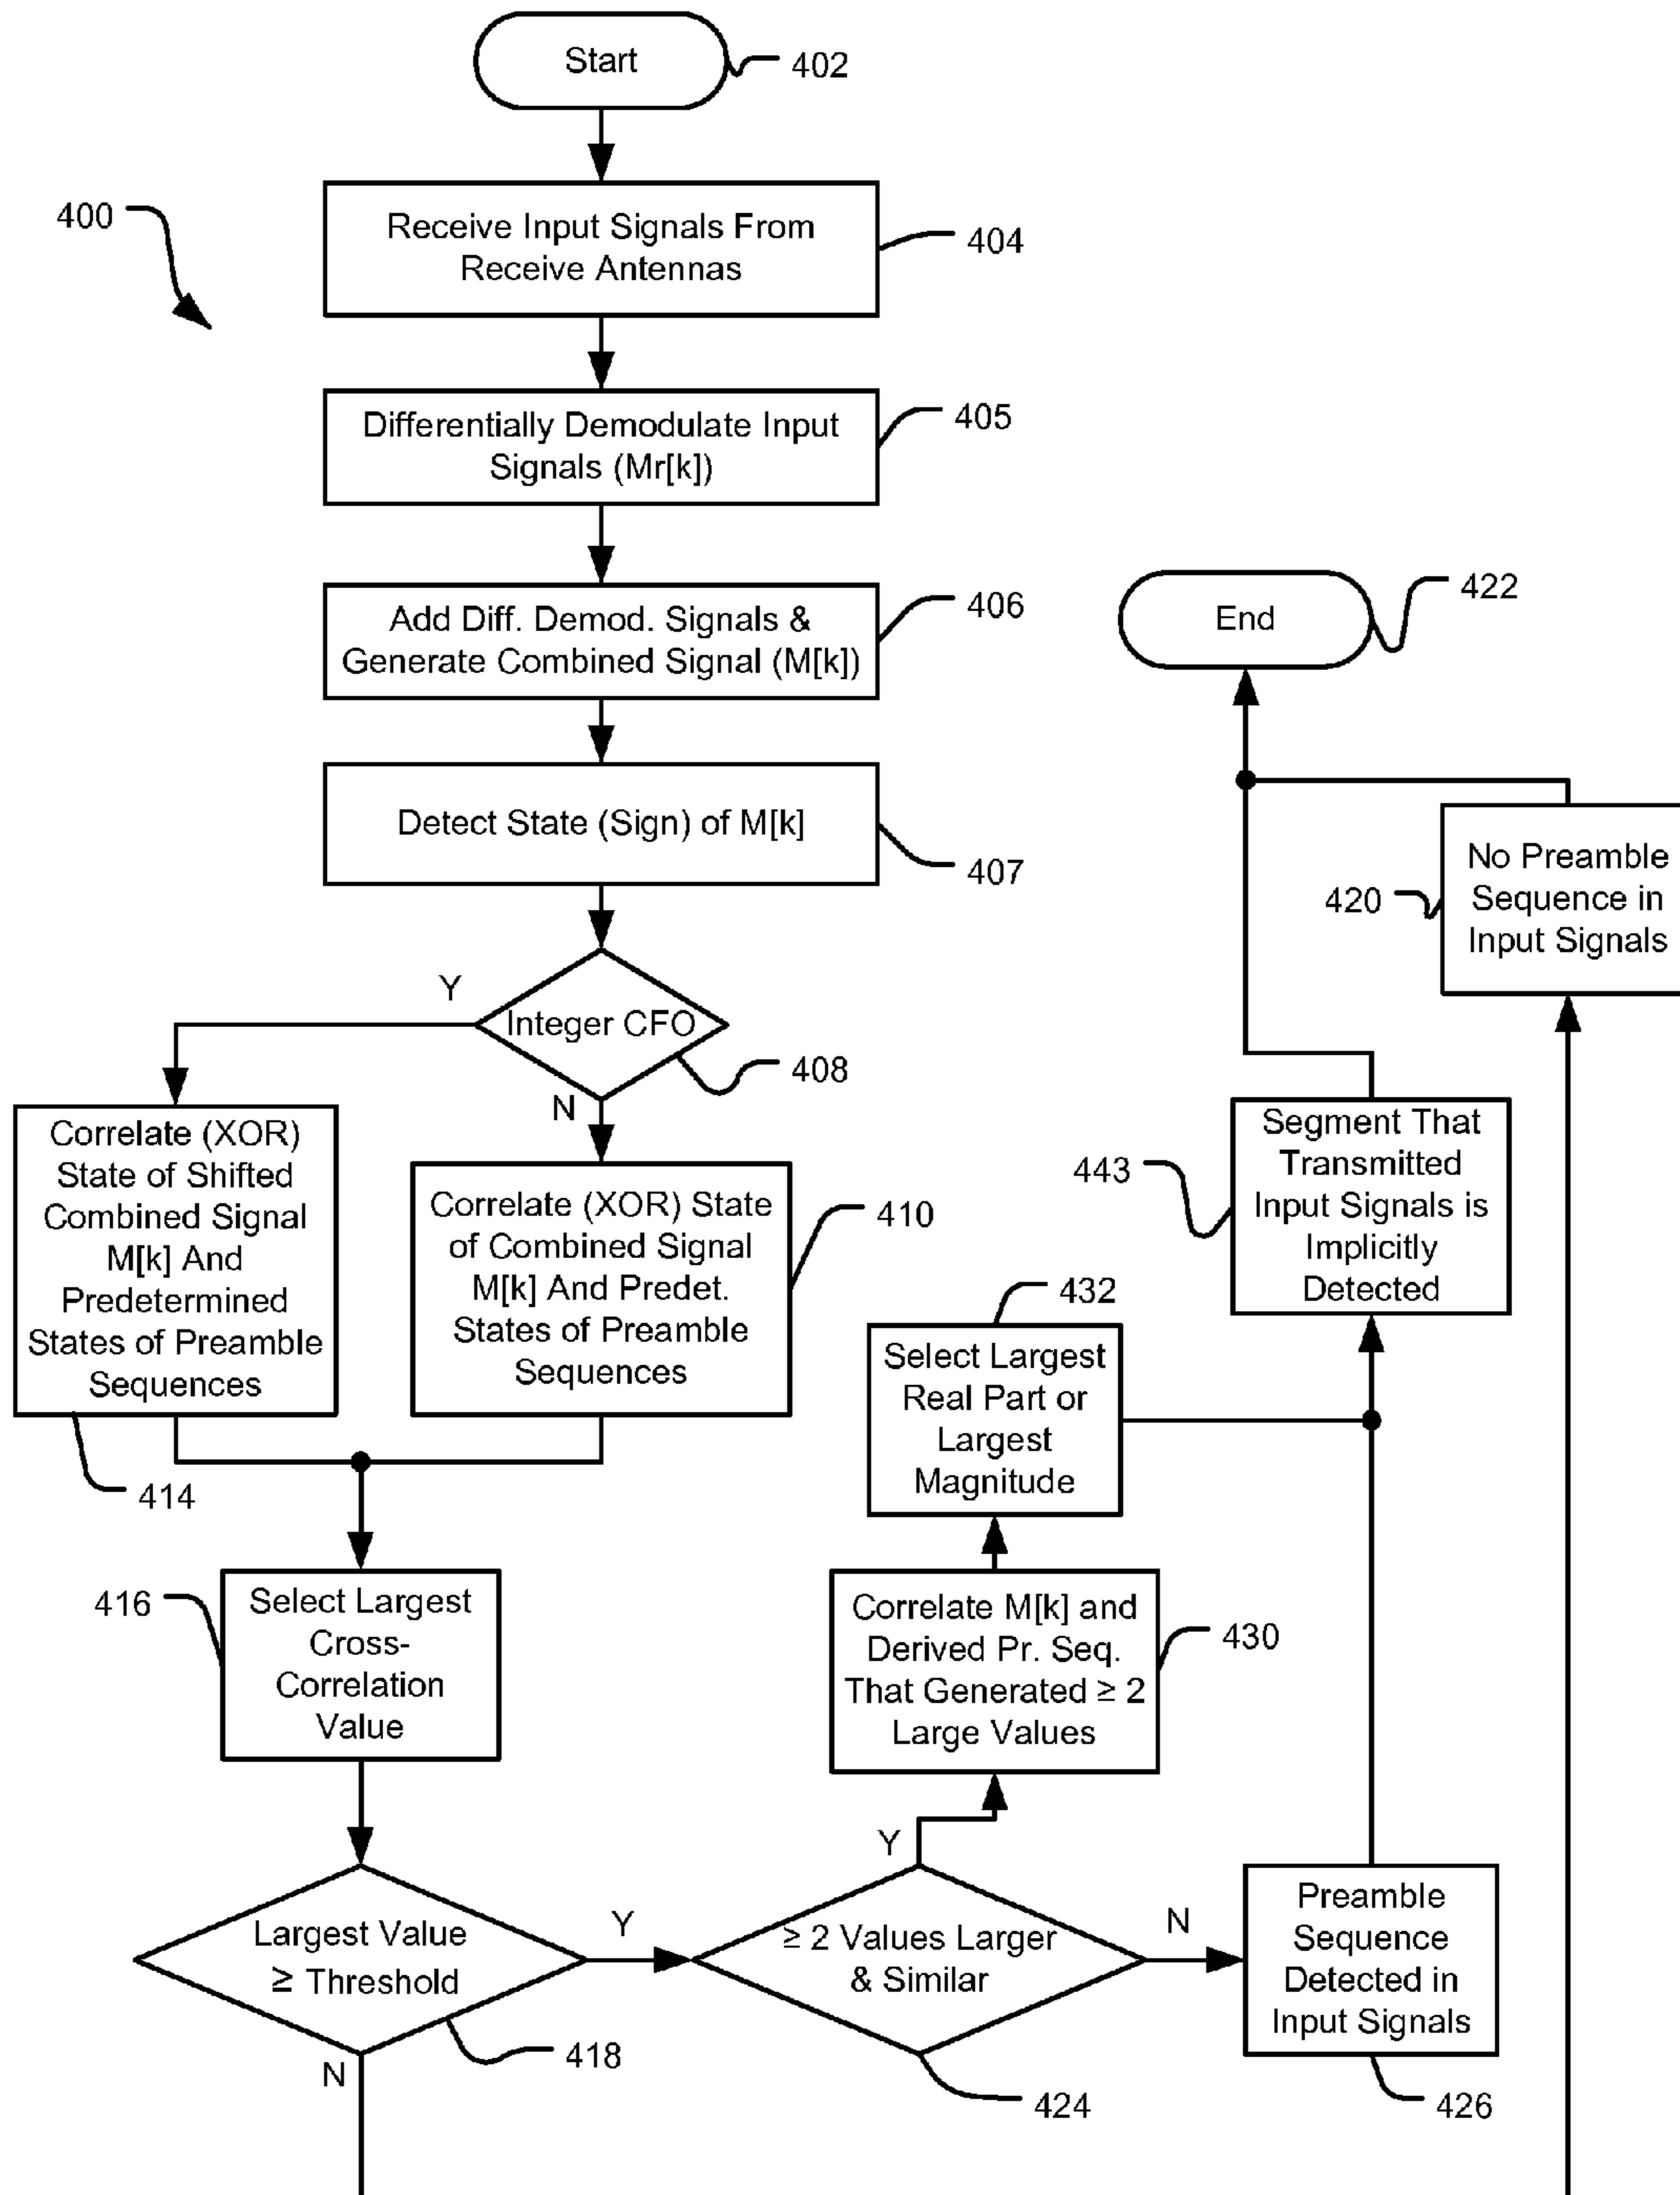 Start
402
400
Receive Input Signals From
Receive Antennas
404
Differentially Demodulate Input
Signals (Mr[k])
405
Add Diff. Demod. Signals &
Generate Combined Signal (M[k])
406
End
422
Detect State (Sign) of M[k]
407
No Preamble
Sequence in
Input Signals
420
Y
Integer CFO
408
N
Correlate (XOR)
State of Shifted
Combined Signal
M[k] And
Predetermined
States of Preamble
Sequences
414
Correlate (XOR) State
of Combined Signal
M[k] And Predet.
States of Preamble
Sequences
410
443
Segment That
Transmitted
Input Signals is
Implicitly
Detected
432
Select Largest
Real Part or
Largest
Magnitude
416
Select Largest
Cross-
Correlation
Value
Correlate M[k] and
Derived Pr. Seq.
That Generated ≥ 2
Large Values
430
Largest Value
≥ Threshold
418
Y
N
≥ 2 Values Larger
& Similar
424
Y
N
Preamble
Sequence
Detected in
Input Signals
426